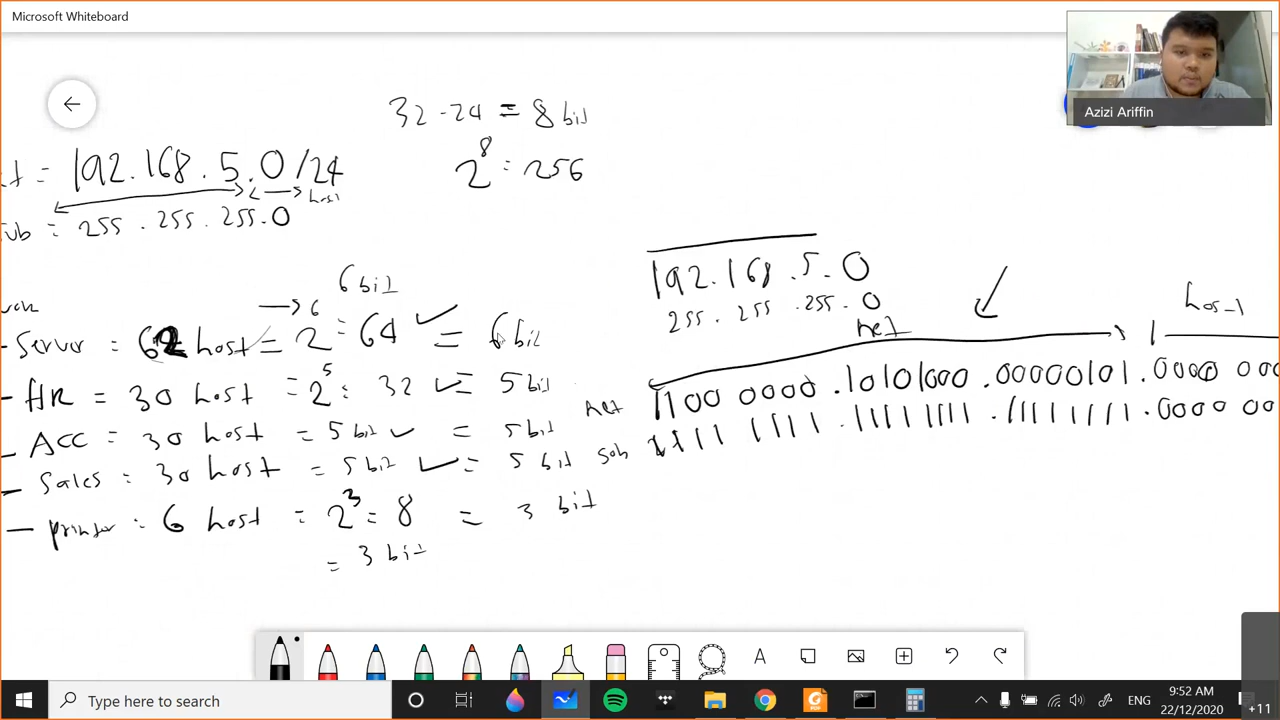 Microsoft Whiteboard
Azizi Ariffin
32 - 24 = 8 bit
2^8 = 256
= 192.168.5.0 /24
host
ub = 255.255.255.0
6 bit
- Server = 62 host = 2^6 = 64 ✓ = 6 bit
- HR = 30 host = 2^5 = 32 ✓ = 5 bit
- ACC = 30 host = 5 bit ✓ = 5 bit
- Sales = 30 host = 5 bit ✓ = 5 bit
- printer = 6 host = 2^3 = 8 = 3 bit
= 3 bit
192.168.5.0
255.255.255.0
net
host
net 1100 0000.10101000.00000101.0000 000
sub 1111 1111.11111111.11111111.0000 00
A
Type here to search
ENG
9:52 AM
22/12/2020
+11